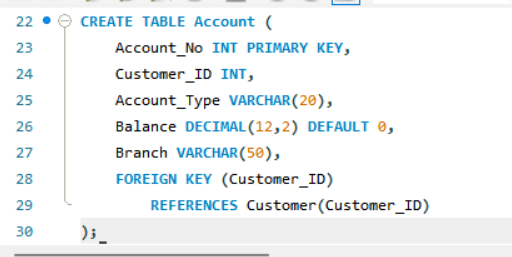 22 CREATE TABLE Account (
23 Account_No INT PRIMARY KEY,
24 Customer_ID INT,
25 Account_Type VARCHAR(20),
26 Balance DECIMAL(12,2) DEFAULT 0,
27 Branch VARCHAR(50),
28 FOREIGN KEY (Customer_ID)
29 REFERENCES Customer(Customer_ID)
30 );